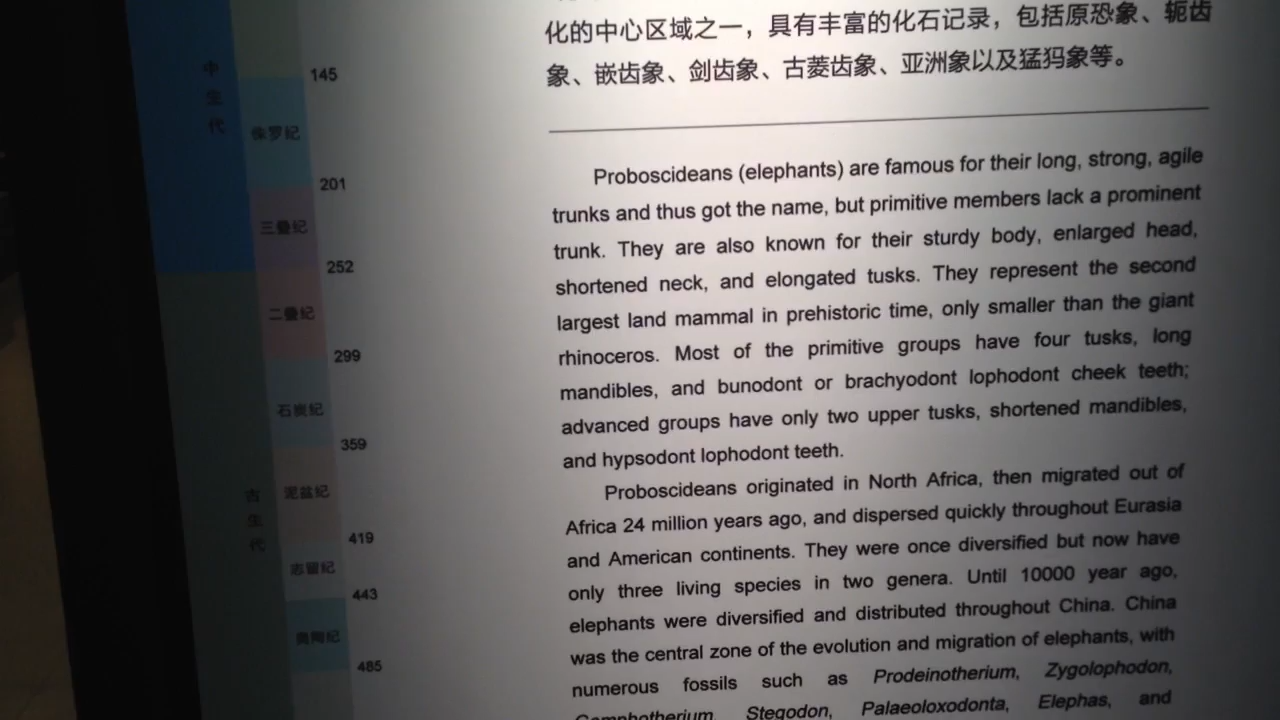 中生代
145
侏罗纪
201
三叠纪
252
二叠纪
299
石炭纪
359
古生代
泥盆纪
419
志留纪
443
奥陶纪
485
化的中心区域之一，具有丰富的化石记录，包括原恐象、轭齿
象、嵌齿象、剑齿象、古菱齿象、亚洲象以及猛犸象等。
Proboscideans (elephants) are famous for their long, strong, agile
trunks and thus got the name, but primitive members lack a prominent
trunk. They are also known for their sturdy body, enlarged head,
shortened neck, and elongated tusks. They represent the second
largest land mammal in prehistoric time, only smaller than the giant
rhinoceros. Most of the primitive groups have four tusks, long
mandibles, and bunodont or brachyodont lophodont cheek teeth;
advanced groups have only two upper tusks, shortened mandibles,
and hypsodont lophodont teeth.
Proboscideans originated in North Africa, then migrated out of
Africa 24 million years ago, and dispersed quickly throughout Eurasia
and American continents. They were once diversified but now have
only three living species in two genera. Until 10000 year ago,
elephants were diversified and distributed throughout China. China
was the central zone of the evolution and migration of elephants, with
numerous fossils such as Prodeinotherium, Zygolophodon,
Gomphotherium, Stegodon, Palaeoloxodonta, Elephas, and